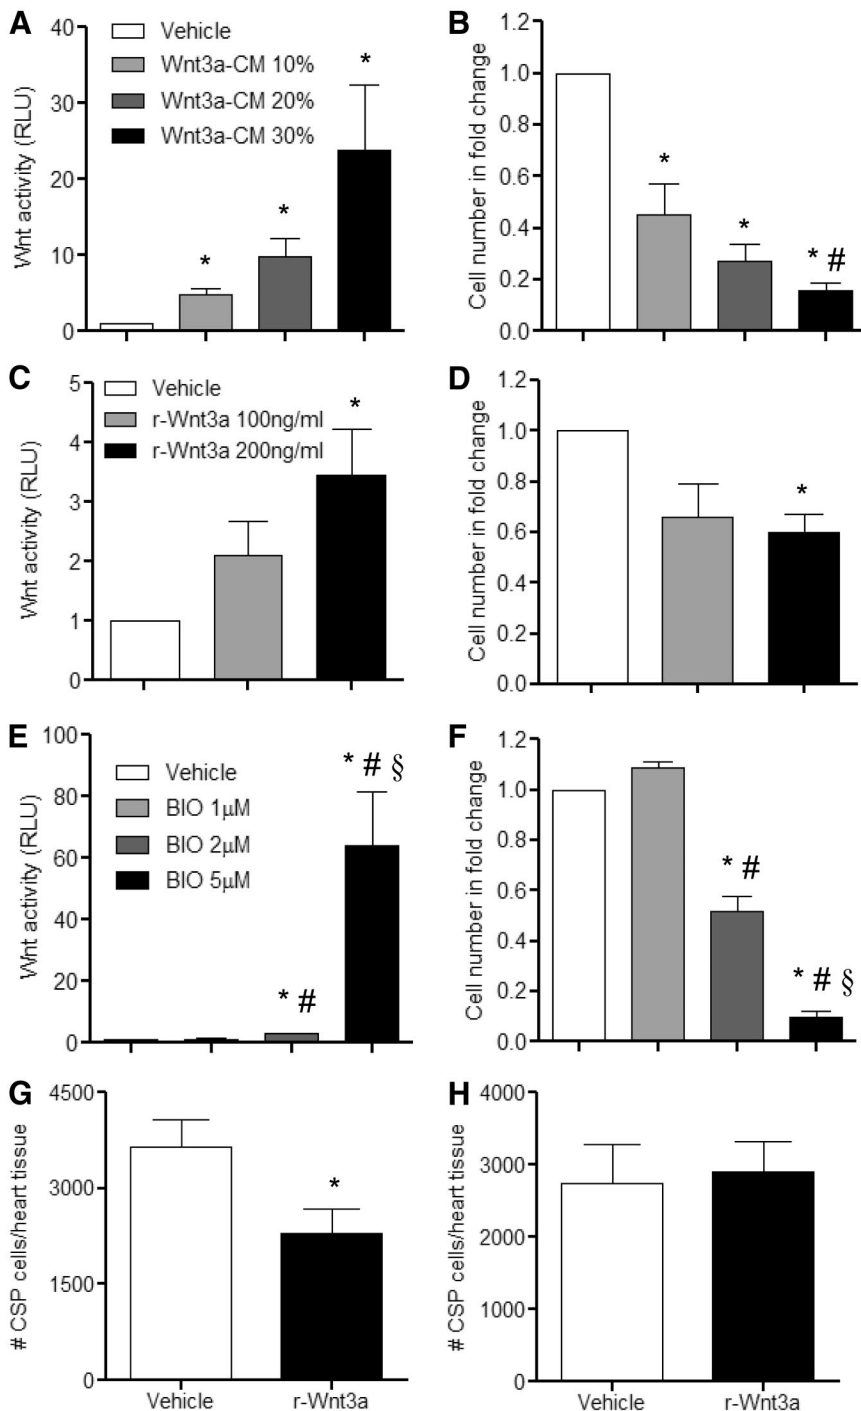 A
Wnt activity (RLU)
40
30
20
10
0
Vehicle
Wnt3a-CM 10%
Wnt3a-CM 20%
Wnt3a-CM 30%
*
*
*
B
Cell number in fold change
1.2
1.0
0.8
0.6
0.4
0.2
0.0
*
*
* #
C
Wnt activity (RLU)
5
4
3
2
1
0
Vehicle
r-Wnt3a 100ng/ml
r-Wnt3a 200ng/ml
*
D
Cell number in fold change
1.2
1.0
0.8
0.6
0.4
0.2
0.0
*
E
Wnt activity (RLU)
100
80
60
40
20
0
Vehicle
BIO 1µM
BIO 2µM
BIO 5µM
* #
* # §
F
Cell number in fold change
1.2
1.0
0.8
0.6
0.4
0.2
0.0
* #
* # §
G
# CSP cells/heart tissue
4500
3000
1500
0
*
Vehicle
r-Wnt3a
H
# CSP cells/heart tissue
4000
3000
2000
1000
0
Vehicle
r-Wnt3a